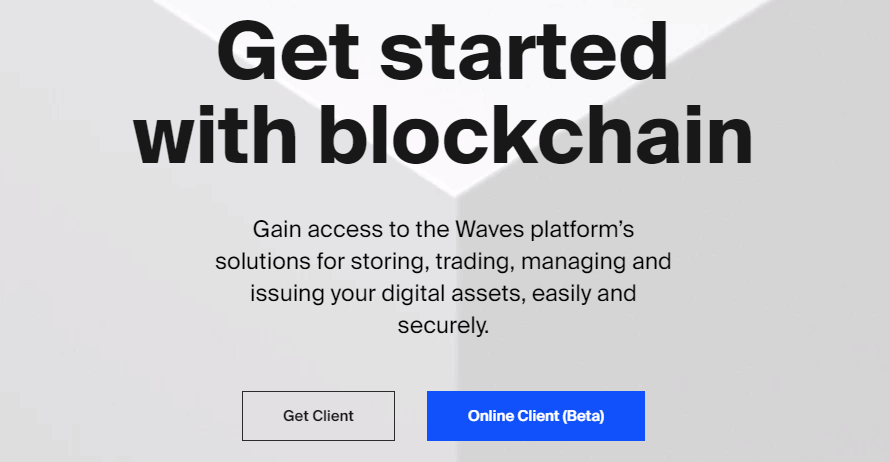 Get started
with blockchain
Gain access to the Waves platform’s
solutions for storing, trading, managing and
issuing your digital assets, easily and
securely.
Get Client
Online Client (Beta)